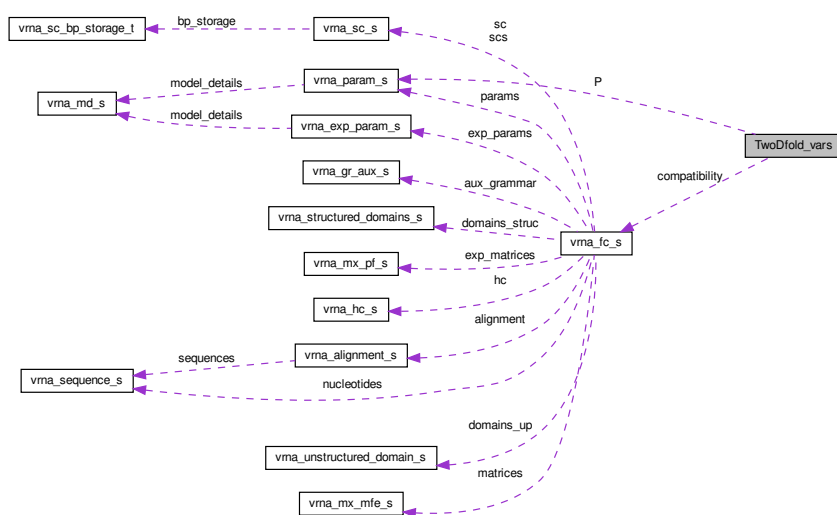 sc
scs
vrna_sc_bp_storage_t
bp_storage
vrna_sc_s
model_details
vrna_param_s
P
params
vrna_md_s
model_details
vrna_exp_param_s
exp_params
TwoDfold_vars
vrna_gr_aux_s
aux_grammar
compatibility
vrna_structured_domains_s
domains_struc
vrna_fc_s
vrna_mx_pf_s
exp_matrices
hc
vrna_hc_s
alignment
sequences
vrna_alignment_s
vrna_sequence_s
nucleotides
domains_up
vrna_unstructured_domain_s
matrices
vrna_mx_mfe_s